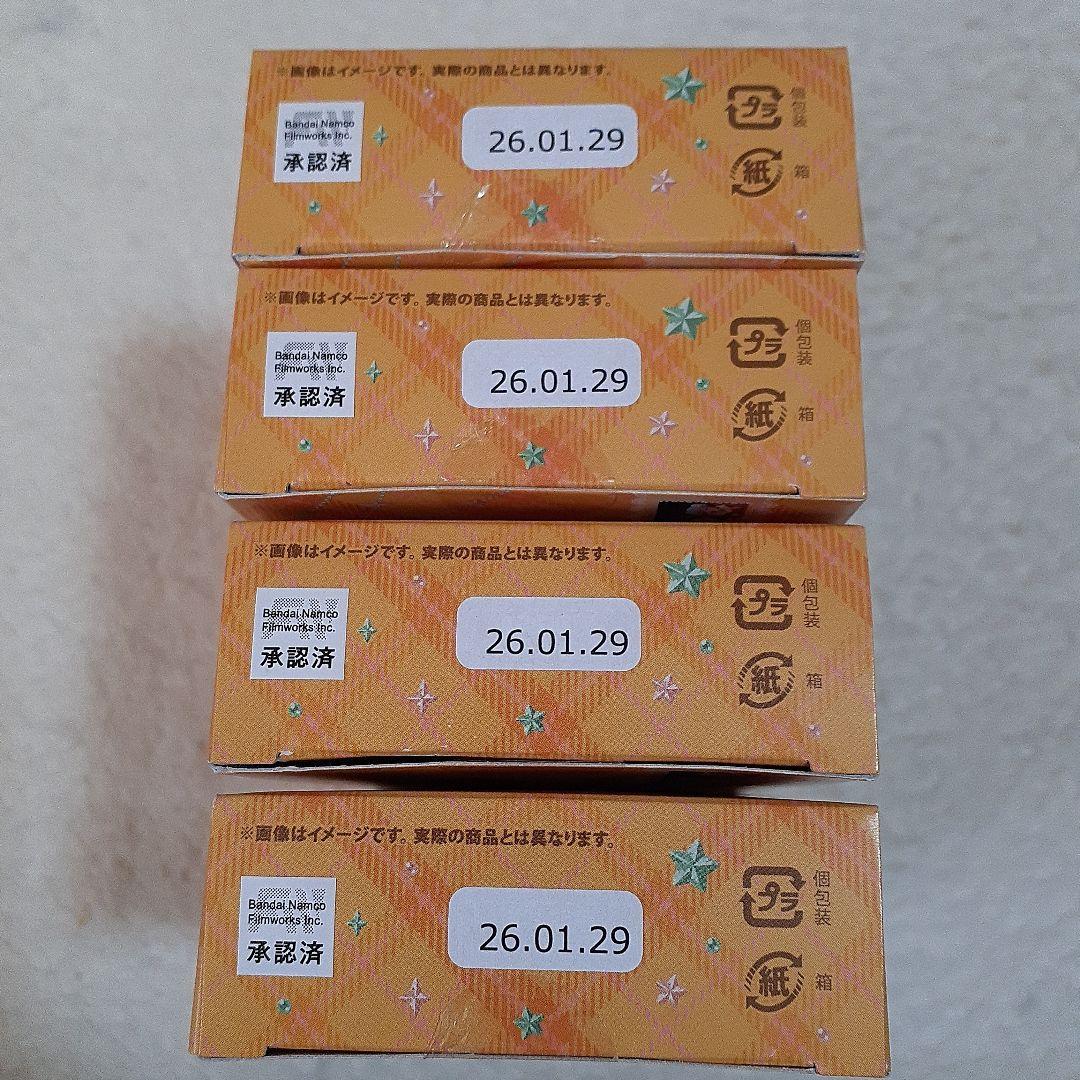 ※画像はイメージです。実際の商品とは異なります。
Bandai Namco
Filmworks Inc.
承認済
26.01.29
プラ
個包装
紙
箱
※画像はイメージです。実際の商品とは異なります。
Bandai Namco
Filmworks Inc.
承認済
26.01.29
プラ
個包装
紙
箱
※画像はイメージです。実際の商品とは異なります。
Bandai Namco
Filmworks Inc.
承認済
26.01.29
プラ
個包装
紙
箱
※画像はイメージです。実際の商品とは異なります。
Bandai Namco
Filmworks Inc.
承認済
26.01.29
プラ
個包装
紙
箱